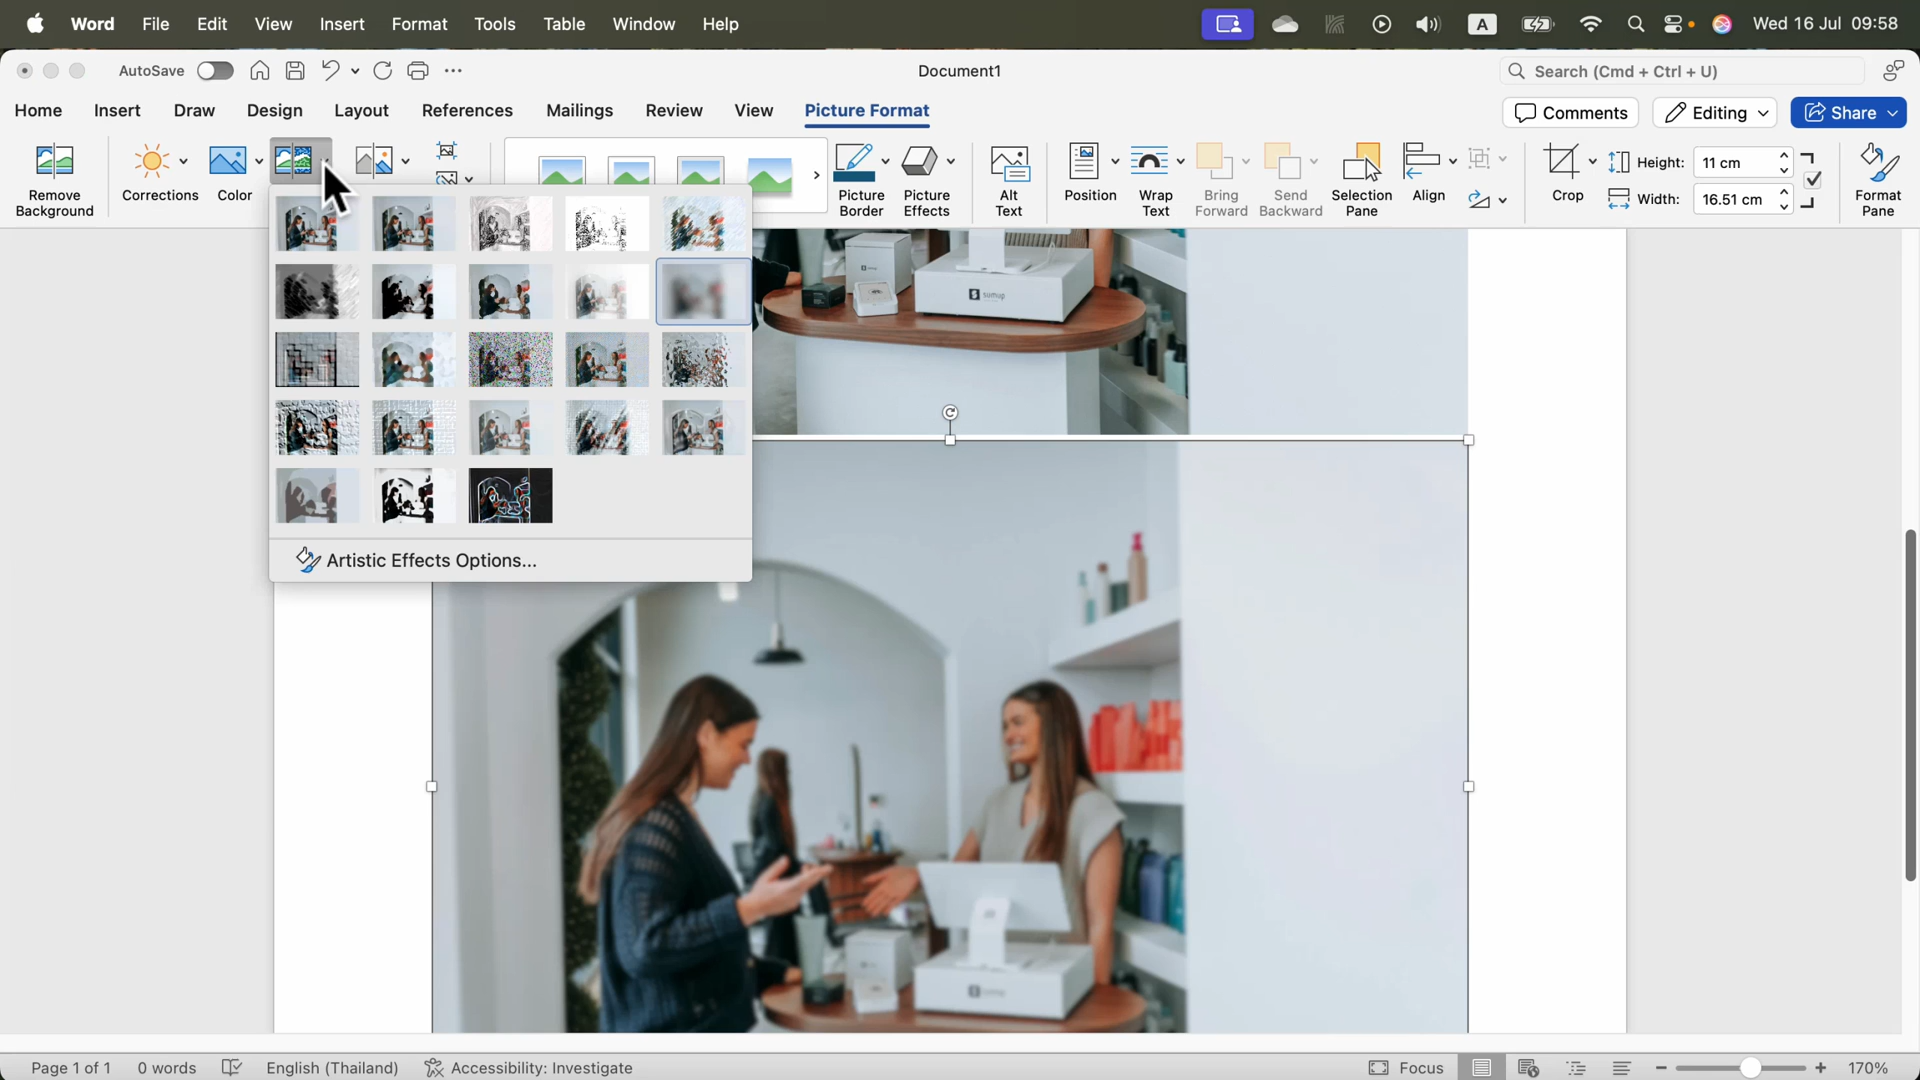 Word File Edit View Insert Format Tools Table Window Help A Wed 16 Jul 09:58
AutoSave Document1 Search (Cmd + Ctrl + U)
Home Insert Draw Design Layout References Mailings Review View Picture Format Comments Editing Share
Remove Background
Corrections
Color
Picture Border
Picture Effects
Alt Text
Position
Wrap Text
Bring Forward
Send Backward
Selection Pane
Align
Crop
Height: 11 cm
Width: 16.51 cm
Format Pane
sumup
Artistic Effects Options...
sumup
Page 1 of 1 0 words English (Thailand) Accessibility: Investigate Focus 170%